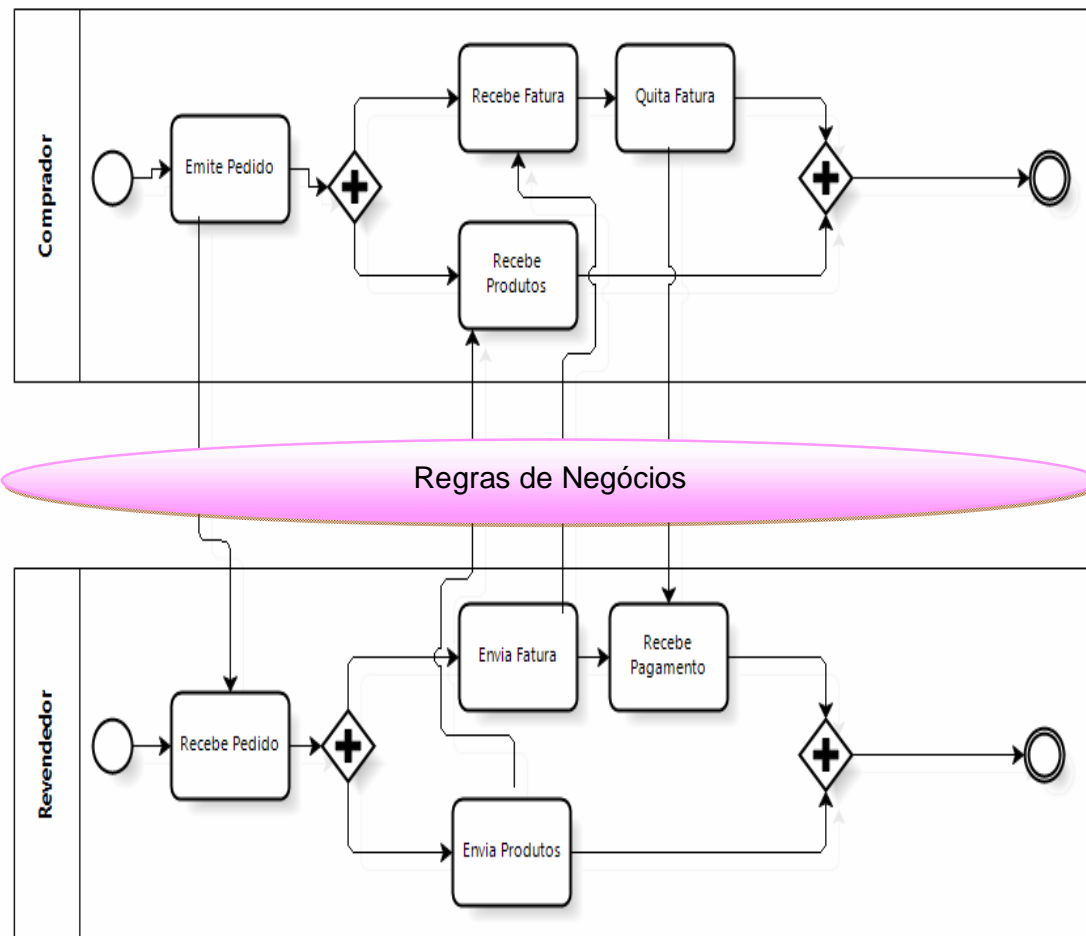 Comprador
Emite Pedido
Recebe Fatura
Quita Fatura
Recebe
Produtos
Regras de Negócios
Revendedor
Recebe Pedido
Envia Fatura
Recebe
Pagamento
Envia Produtos